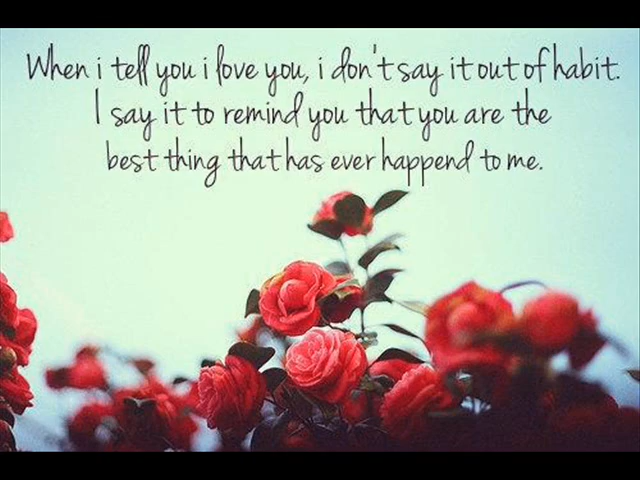 When i tell you i love you, i don't say it out of habit.
I say it to remind you that you are the
best thing that has ever happend to me.